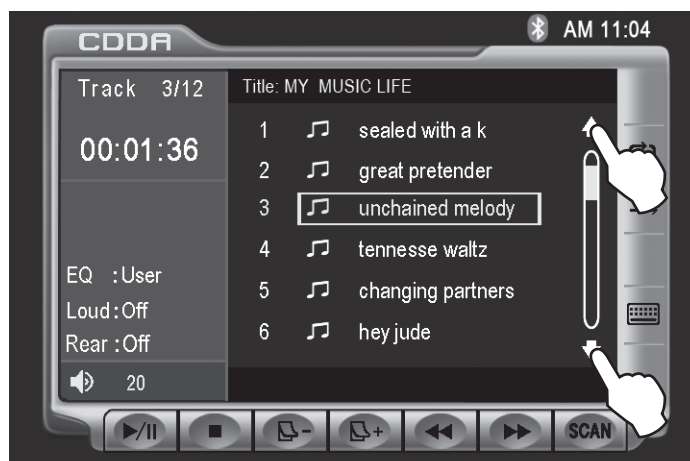 CDDA
AM 11:04
Track 3/12
00:01:36
EQ :User
Loud:Off
Rear :Off
20
Title: MY MUSIC LIFE
1 sealed with a k
2 great pretender
3 unchained melody
4 tennesse waltz
5 changing partners
6 hey jude
SCAN